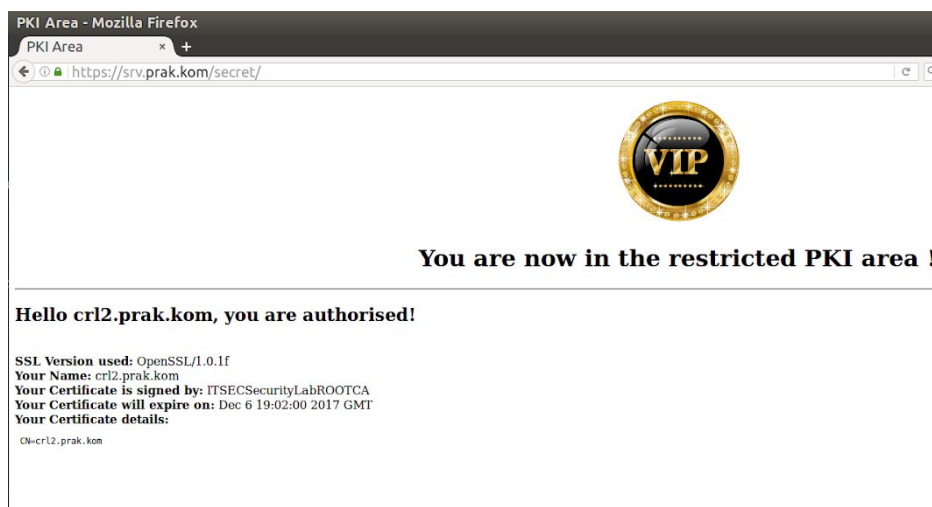 PKI Area - Mozilla Firefox
PKI Area × +
https://srv.prak.kom/secret/
VIP
You are now in the restricted PKI area !
Hello crl2.prak.kom, you are authorised!
SSL Version used: OpenSSL/1.0.1f
Your Name: crl2.prak.kom
Your Certificate is signed by: ITSECSecurityLabROOTCA
Your Certificate will expire on: Dec 6 19:02:00 2017 GMT
Your Certificate details:
CN=crl2.prak.kom